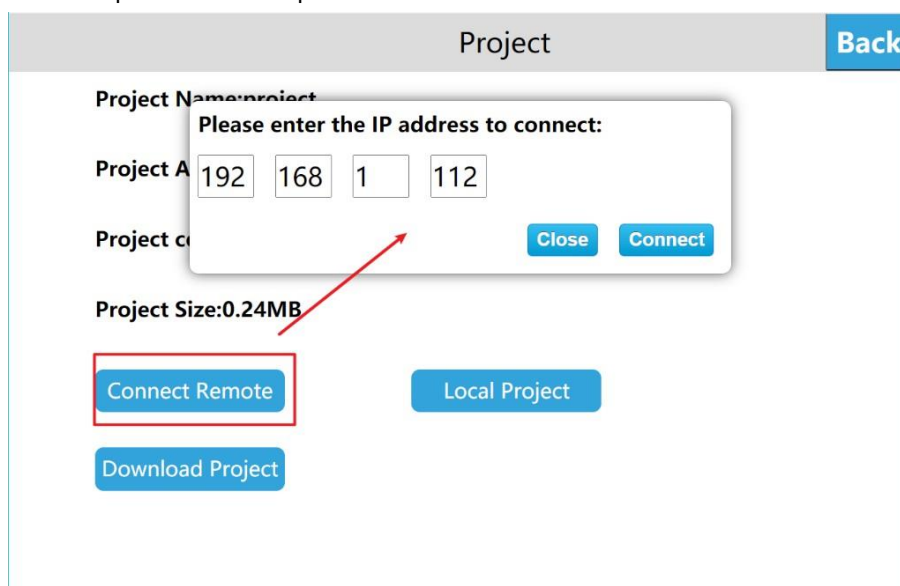 Project
Back
Project Name:project
Please enter the IP address to connect:
Project A
192 168 1 112
Project c
Close Connect
Project Size:0.24MB
Connect Remote
Local Project
Download Project